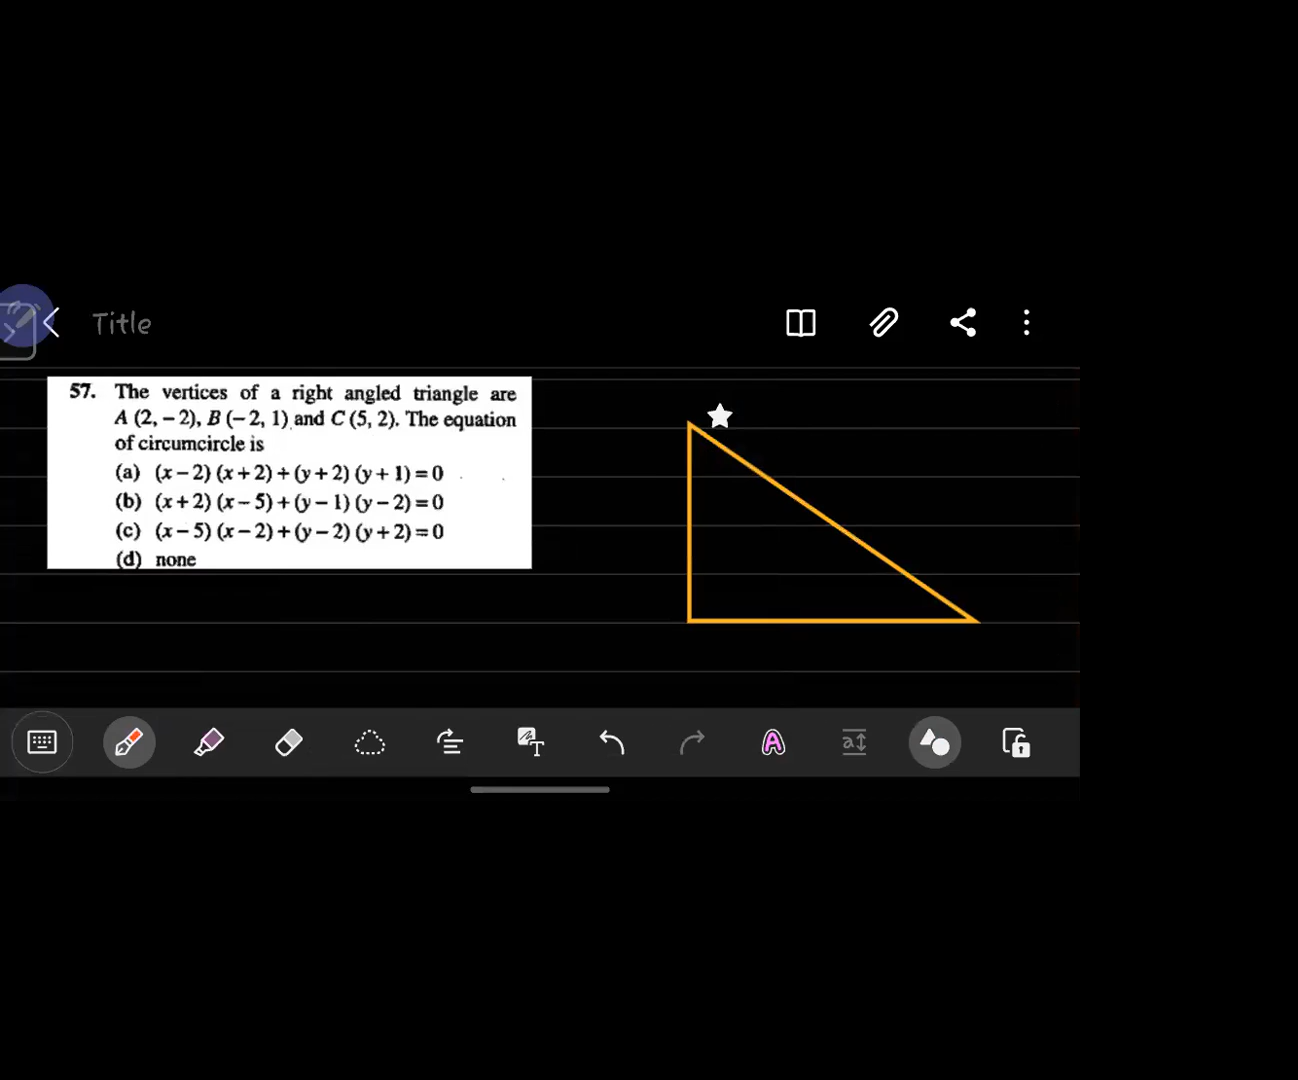 Title
57. The vertices of a right angled triangle are
A (2, – 2), B (– 2, 1) and C (5, 2). The equation
of circumcircle is
(a) (x – 2) (x + 2) + (y + 2) (y + 1) = 0
(b) (x + 2) (x – 5) + (y – 1) (y – 2) = 0
(c) (x – 5) (x – 2) + (y – 2) (y + 2) = 0
(d) none
T A a